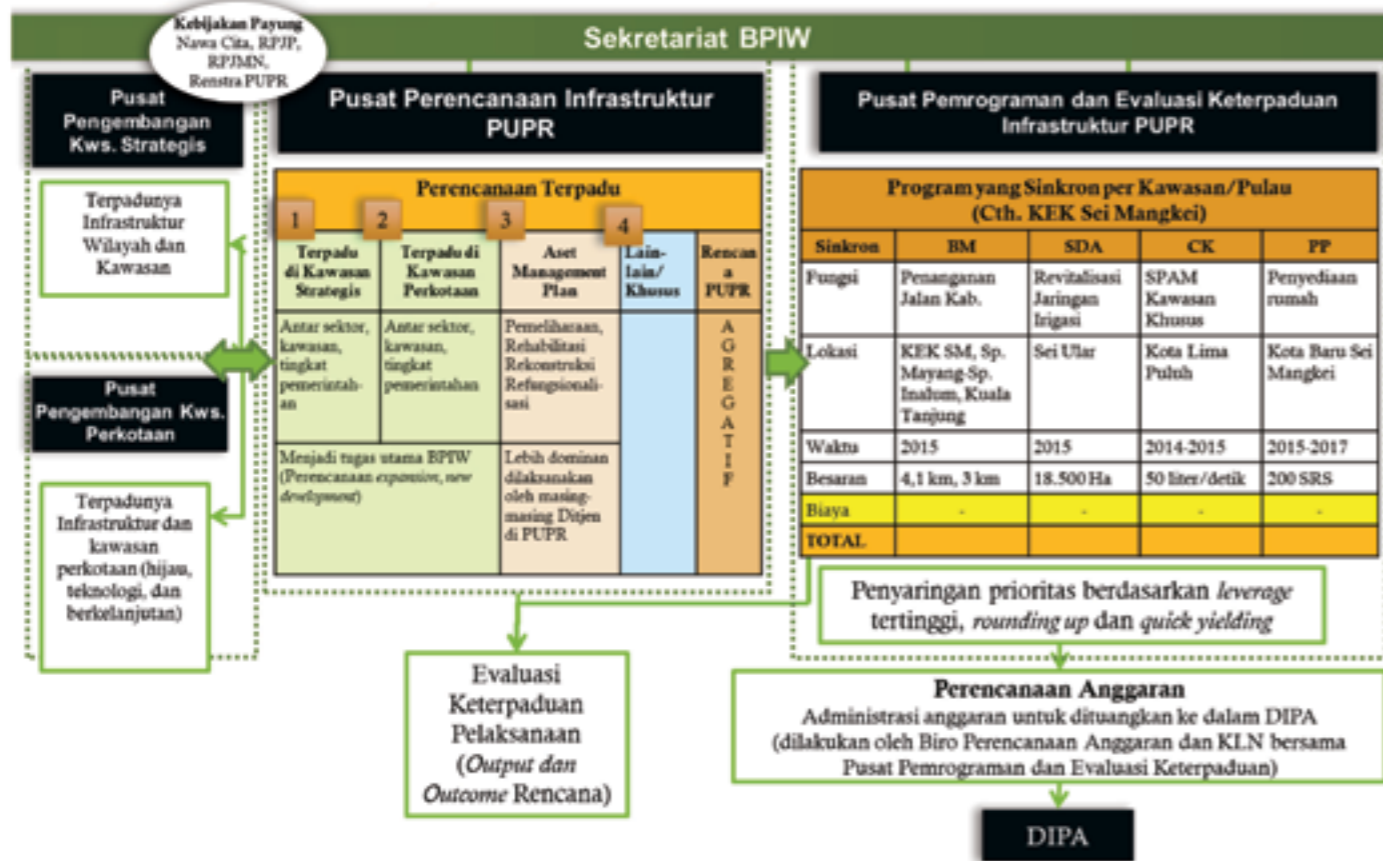 Kebijakan Payung
Nawa Cita, RPJP,
RPJMN,
Renstra PUPR
Sekretariat BPIW
Pusat
Pengembangan
Kws. Strategis
Terpadunya
Infrastruktur
Wilayah dan
Kawasan
Pusat
Pengembangan Kws.
Perkotaan
Terpadunya
Infrastruktur dan
kawasan
perkotaan (hijau,
teknologi, dan
berkelanjutan)
Pusat Perencanaan Infrastruktur
PUPR
Perencanaan Terpadu
1
2
3
4
Terpadu
di Kawasan
Strategis
Terpadu di
Kawasan
Perkotaan
Aset
Management
Plan
Lain-
lain/
Khusus
Rencan
a
PUPR
Antar sektor,
kawasan,
tingkat
pemerintah-
an
Antar sektor,
kawasan,
tingkat
pemerintahan
Pemeliharaan,
Rehabilitasi
Rekonstruksi
Refungsionali-
sasi
A
G
R
E
G
A
T
I
F
Menjadi tugas utama BPIW
(Perencanaan expansion, new
development)
Lebih dominan
dilaksanakan
oleh masing-
masing Ditjen
di PUPR
Evaluasi
Keterpaduan
Pelaksanaan
(Output dan
Outcome Rencana)
Pusat Pemrograman dan Evaluasi Keterpaduan
Infrastruktur PUPR
Program yang Sinkron per Kawasan/Pulau
(Cth. KEK Sei Mangkei)
Sinkron BM SDA CK PP
Fungsi
Penanganan
Jalan Kab.
Revitalisasi
Jaringan
Irigasi
SPAM
Kawasan
Khusus
Penyediaan
rumah
Lokasi
KEK SM, Sp.
Mayang-Sp.
Inalum, Kuala
Tanjung
Sei Ular
Kota Lima
Puluh
Kota Baru Sei
Mangkei
Waktu 2015 2015 2014-2015 2015-2017
Besaran 4,1 km, 3 km 18.500 Ha 50 liter/detik 200 SRS
Biaya - - - -
TOTAL
Penyaringan prioritas berdasarkan leverage
tertinggi, rounding up dan quick yielding
Perencanaan Anggaran
Administrasi anggaran untuk dituangkan ke dalam DIPA
(dilakukan oleh Biro Perencanaan Anggaran dan KLN bersama
Pusat Pemrograman dan Evaluasi Keterpaduan)
DIPA